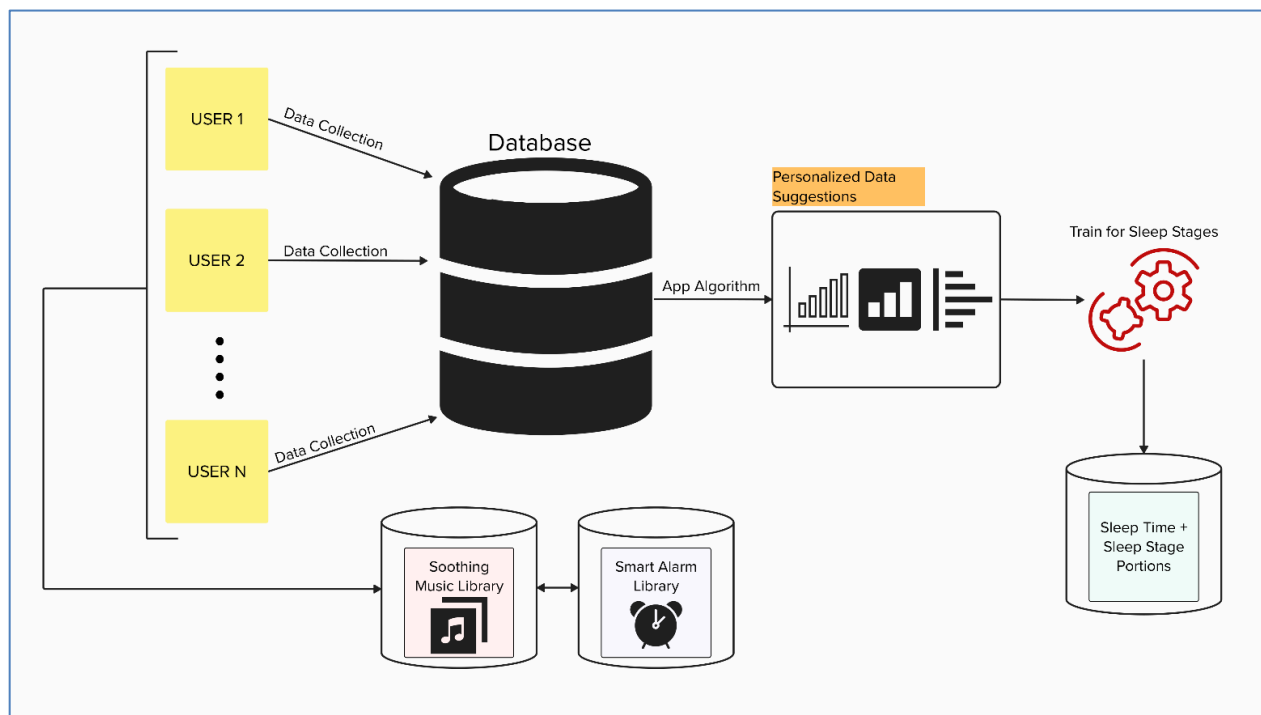 USER 1
Data Collection
Database
USER 2
Data Collection
Personalized Data
Suggestions
App Algorithm
Train for Sleep Stages
USER N
Data Collection
Soothing
Music Library
Smart Alarm
Library
Sleep Time +
Sleep Stage
Portions